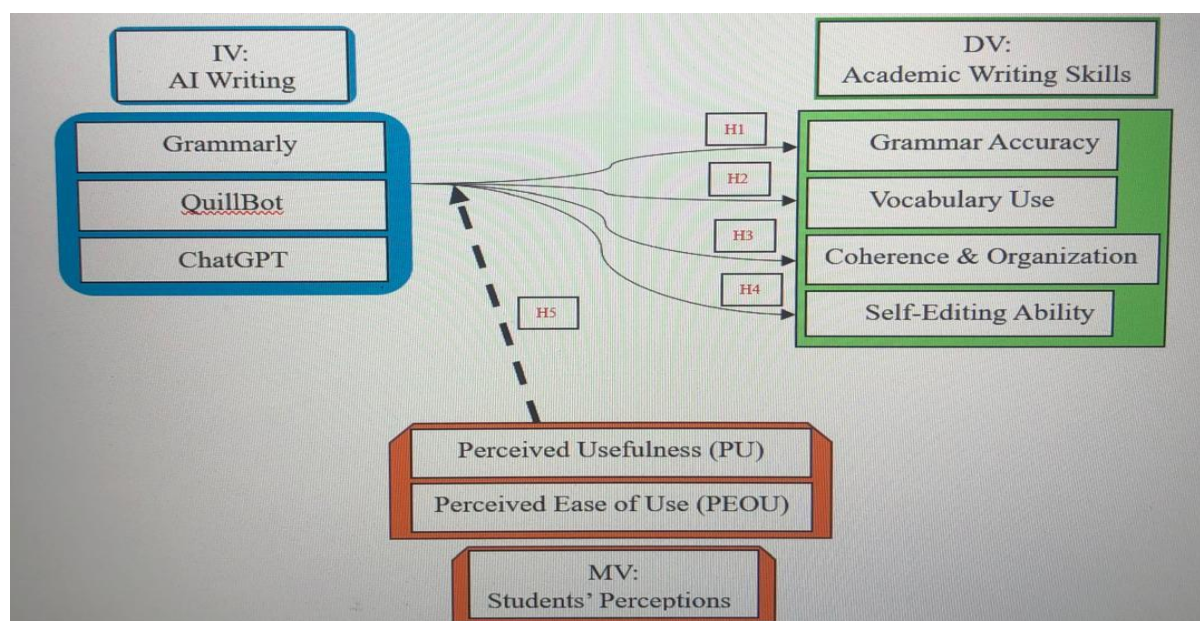 IV:
AI Writing
DV:
Academic Writing Skills
Grammarly
QuillBot
ChatGPT
H1
H2
H3
H4
H5
Grammar Accuracy
Vocabulary Use
Coherence & Organization
Self-Editing Ability
Perceived Usefulness (PU)
Perceived Ease of Use (PEOU)
MV:
Students’ Perceptions